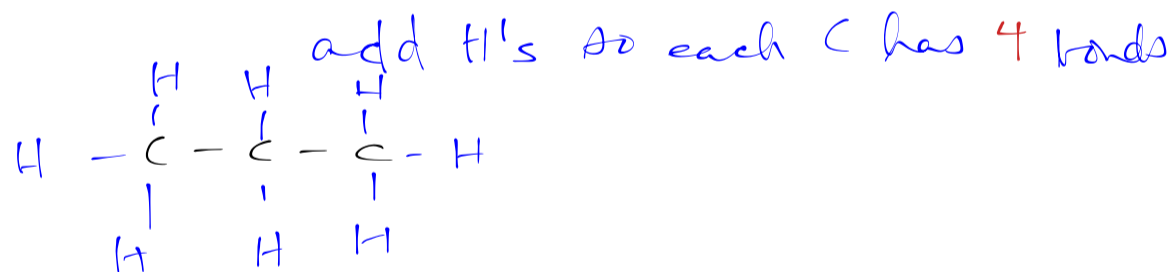 add H's so each C has 4 bonds
H H H
H - C - C - C - H
H H H